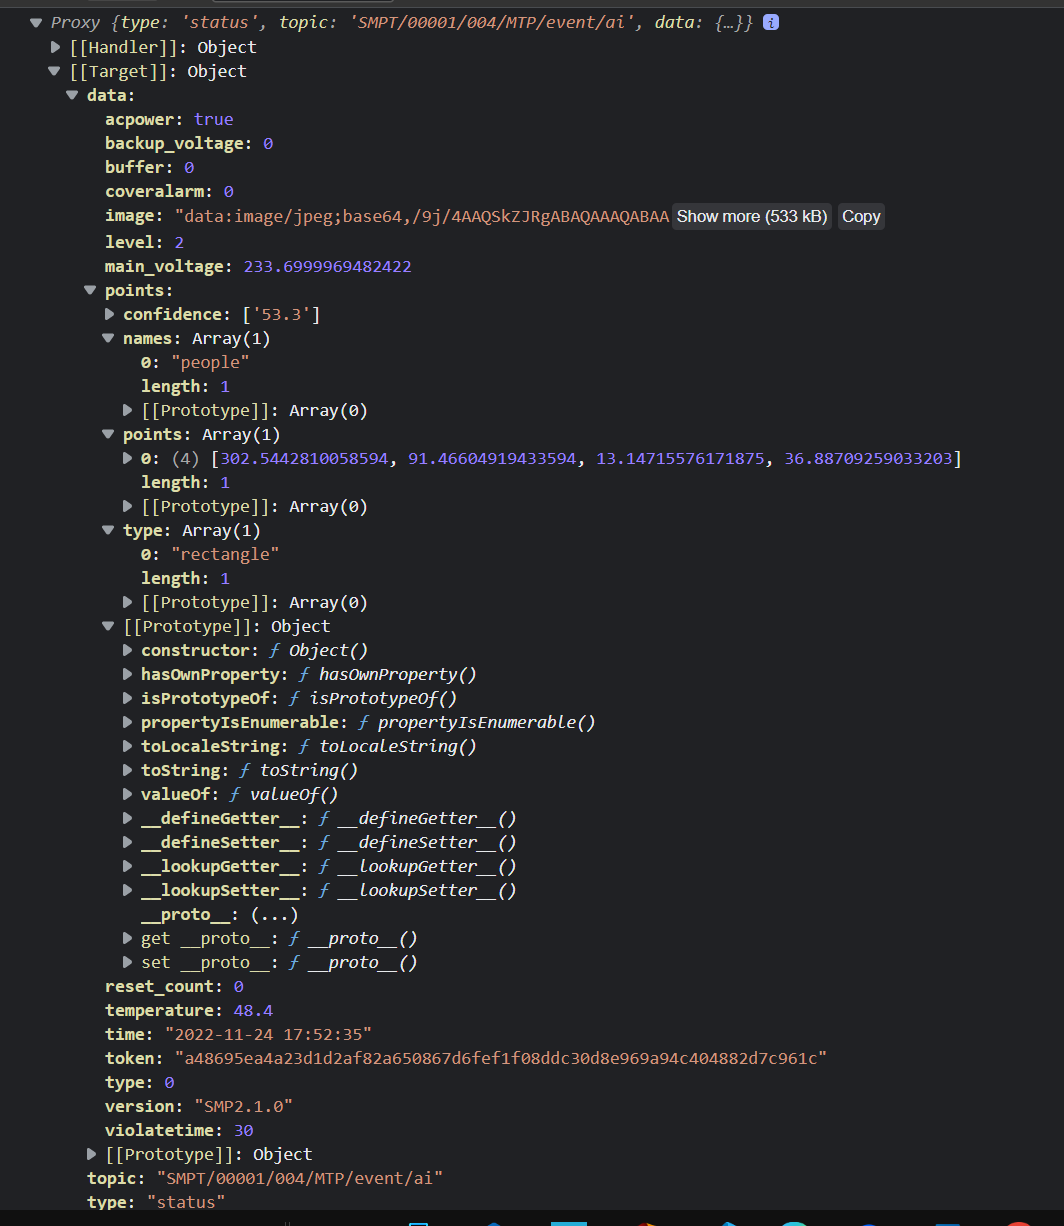 Proxy {type: 'status', topic: 'SMPT/00001/004/MTP/event/ai', data: {…}} i
[[Handler]]: Object
[[Target]]: Object
data:
acpower: true
backup_voltage: 0
buffer: 0
coveralarm: 0
image: "data:image/jpeg;base64,/9j/4AAQSkZJRgABAQAAAQABAA Show more (533 kB) Copy
level: 2
main_voltage: 233.6999969482422
points:
confidence: ['53.3']
names: Array(1)
0: "people"
length: 1
[[Prototype]]: Array(0)
points: Array(1)
0: (4) [302.5442810058594, 91.46604919433594, 13.14715576171875, 36.88709259033203]
length: 1
[[Prototype]]: Array(0)
type: Array(1)
0: "rectangle"
length: 1
[[Prototype]]: Array(0)
[[Prototype]]: Object
constructor: ƒ Object()
hasOwnProperty: ƒ hasOwnProperty()
isPrototypeOf: ƒ isPrototypeOf()
propertyIsEnumerable: ƒ propertyIsEnumerable()
toLocaleString: ƒ toLocaleString()
toString: ƒ toString()
valueOf: ƒ valueOf()
__defineGetter__: ƒ __defineGetter__()
__defineSetter__: ƒ __defineSetter__()
__lookupGetter__: ƒ __lookupGetter__()
__lookupSetter__: ƒ __lookupSetter__()
__proto__: (...)
get __proto__: ƒ __proto__()
set __proto__: ƒ __proto__()
reset_count: 0
temperature: 48.4
time: "2022-11-24 17:52:35"
token: "a48695ea4a23d1d2af82a650867d6fef1f08ddc30d8e969a94c404882d7c961c"
type: 0
version: "SMP2.1.0"
violatetime: 30
[[Prototype]]: Object
topic: "SMPT/00001/004/MTP/event/ai"
type: "status"